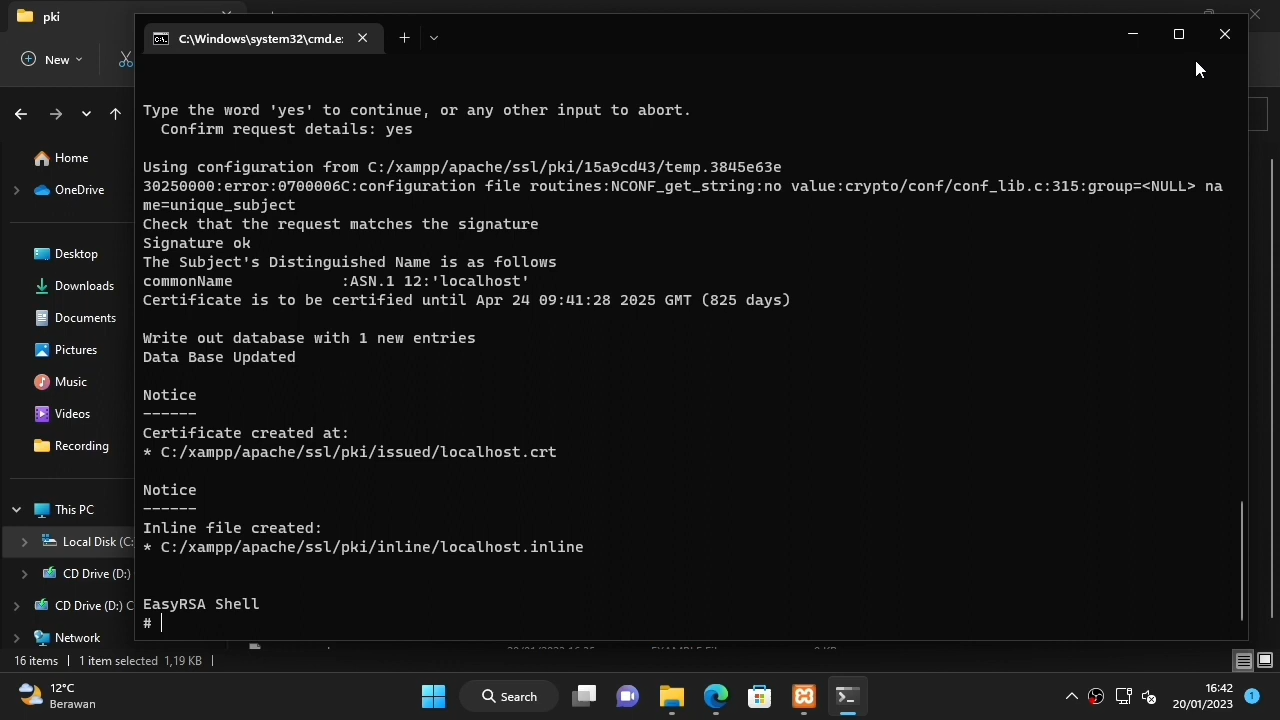 pki
C:\Windows\system32\cmd.e:
New
Type the word 'yes' to continue, or any other input to abort.
Confirm request details: yes
Home
Using configuration from C:/xampp/apache/ssl/pki/15a9cd43/temp.3845e63e
30250000:error:0700006C:configuration file routines:NCONF_get_string:no value:crypto/conf/conf_lib.c:315:group=<NULL> na
OneDrive
me=unique_subject
Check that the request matches the signature
Signature ok
Desktop
The Subject's Distinguished Name is as follows
commonName :ASN.1 12:'localhost'
Downloads
Certificate is to be certified until Apr 24 09:41:28 2025 GMT (825 days)
Documents
Write out database with 1 new entries
Pictures
Data Base Updated
Music
Notice
------
Videos
Certificate created at:
Recording
* C:/xampp/apache/ssl/pki/issued/localhost.crt
Notice
------
This PC
Inline file created:
Local Disk (C:
* C:/xampp/apache/ssl/pki/inline/localhost.inline
CD Drive (D:)
CD Drive (D:) C
EasyRSA Shell
#
Network
16 items
1 item selected 1,19 KB
12°C
Berawan
Search
16:42
20/01/2023
1